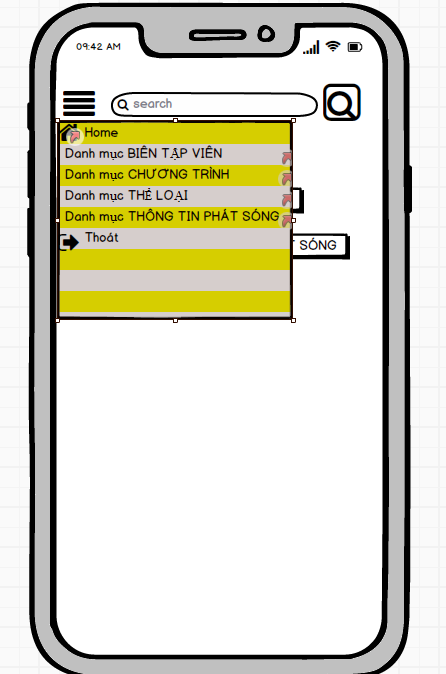 09:42 AM
search
Home
Danh mục BIÊN TẬP VIÊN
Danh mục CHƯƠNG TRÌNH
Danh mục THỂ LOẠI
Danh mục THÔNG TIN PHÁT SÓNG
Thoát
SÓNG